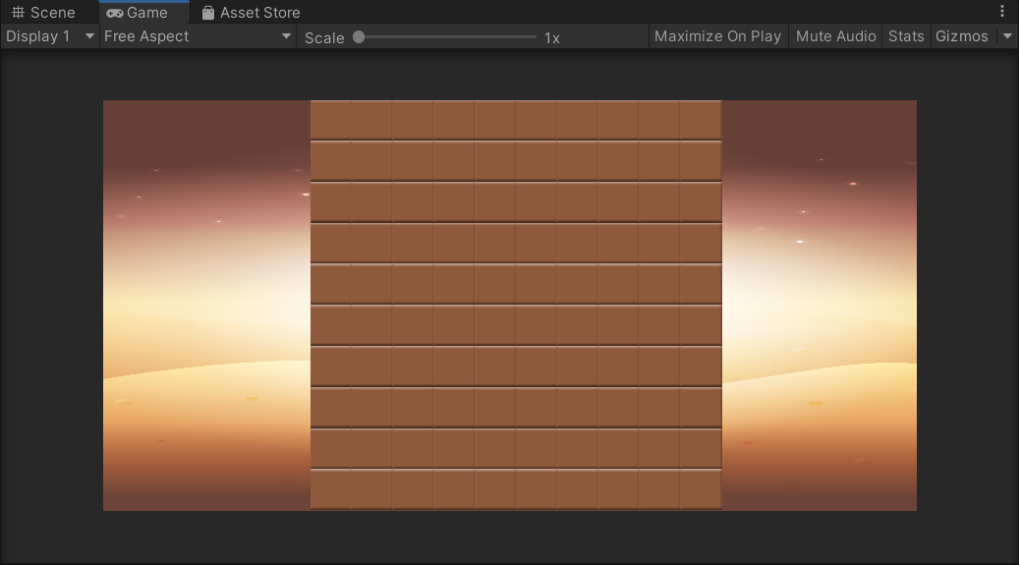 Scene Game Asset Store
Display 1 Free Aspect Scale 1x Maximize On Play Mute Audio Stats Gizmos